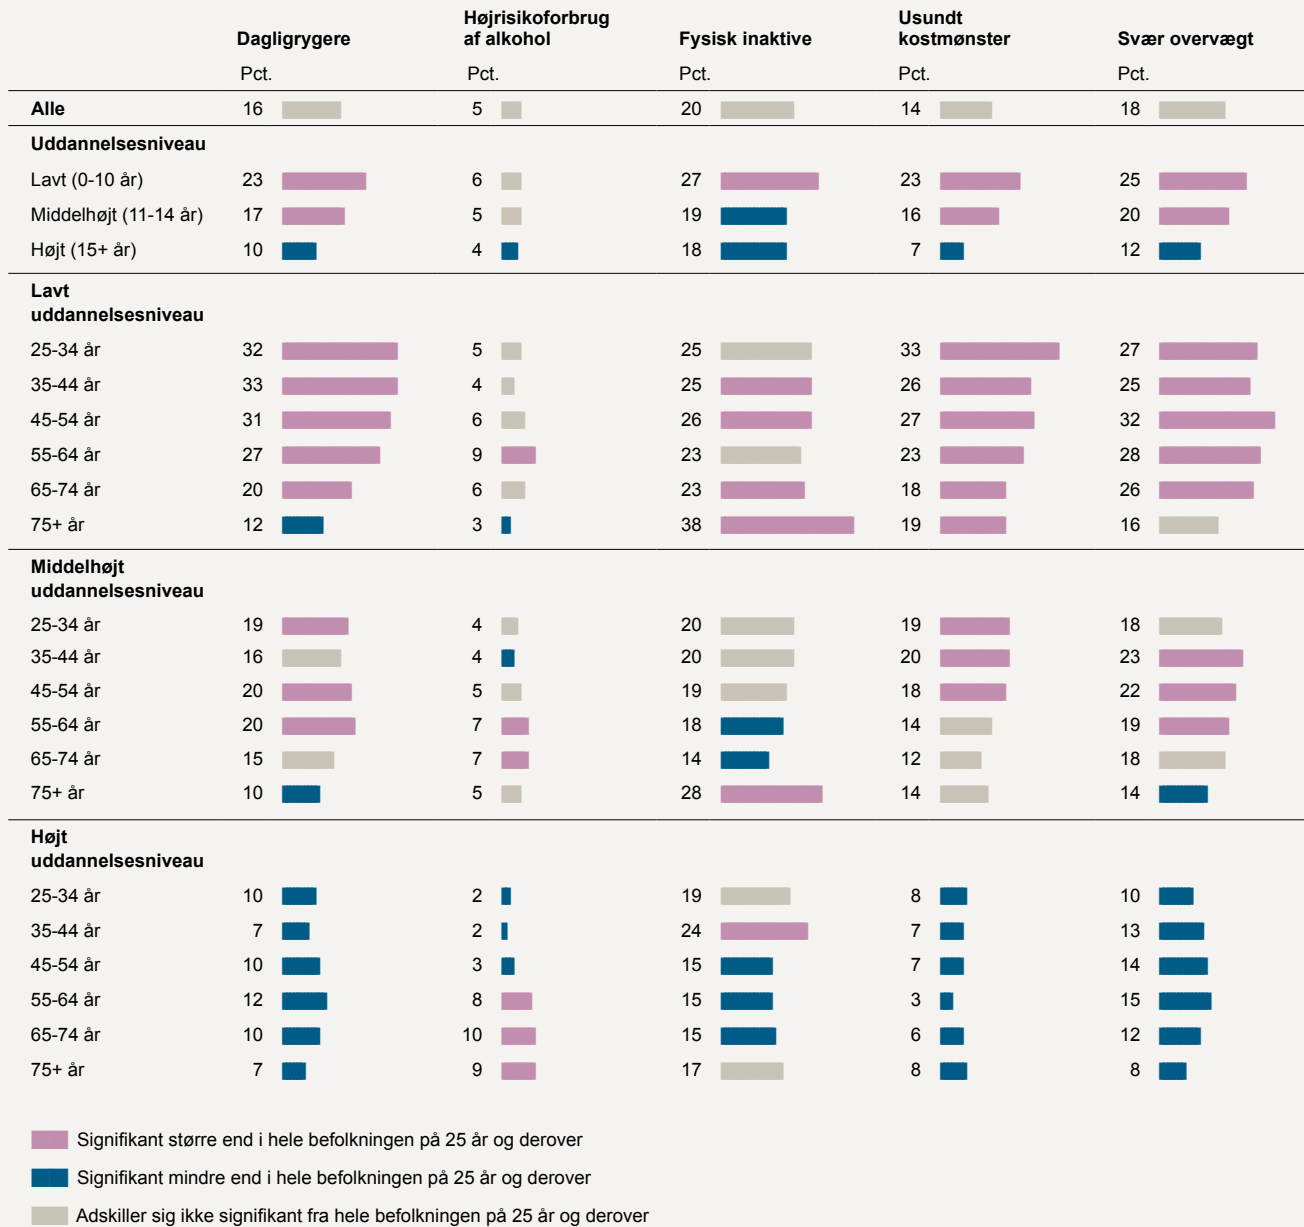 Dagligrygere Højrisikoforbrug af alkohol Fysisk inaktive Usundt kostmønster Svær overvægt
Pct. Pct. Pct. Pct. Pct.
Alle 16 5 20 14 18
Uddannelsesniveau
Lavt (0-10 år) 23 6 27 23 25
Middelhøjt (11-14 år) 17 5 19 16 20
Højt (15+ år) 10 4 18 7 12
Lavt
uddannelsesniveau
25-34 år 32 5 25 33 27
35-44 år 33 4 25 26 25
45-54 år 31 6 26 27 32
55-64 år 27 9 23 23 28
65-74 år 20 6 23 18 26
75+ år 12 3 38 19 16
Middelhøjt
uddannelsesniveau
25-34 år 19 4 20 19 18
35-44 år 16 4 20 20 23
45-54 år 20 5 19 18 22
55-64 år 20 7 18 14 19
65-74 år 15 7 14 12 18
75+ år 10 5 28 14 14
Højt
uddannelsesniveau
25-34 år 10 2 19 8 10
35-44 år 7 2 24 7 13
45-54 år 10 3 15 7 14
55-64 år 12 8 15 3 15
65-74 år 10 10 15 6 12
75+ år 7 9 17 8 8
Signifikant større end i hele befolkningen på 25 år og derover
Signifikant mindre end i hele befolkningen på 25 år og derover
Adskiller sig ikke signifikant fra hele befolkningen på 25 år og derover